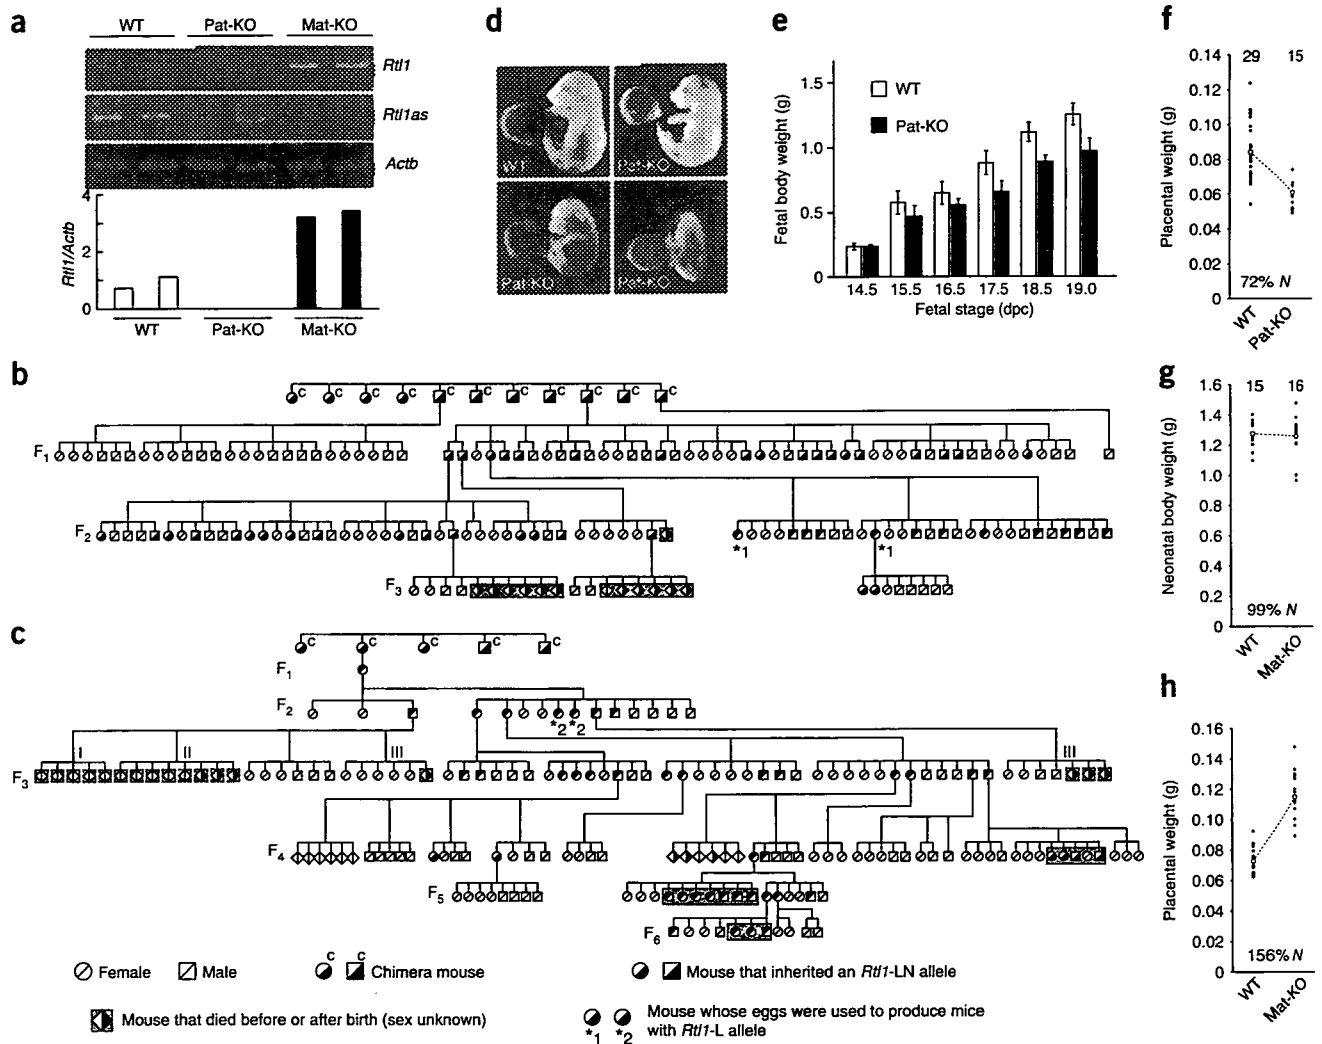 a
WT Pat-KO Mat-KO
Rtl1
Rtl1as
Actb
4
2
0
Rtl1/Actb
WT Pat-KO Mat-KO
d
WT
Pat-KO
Pat-KO
Pat-KO
e
1.5
1.0
0.5
0
Fetal body weight (g)
WT
Pat-KO
14.5 15.5 16.5 17.5 18.5 19.0
Fetal stage (dpc)
f
0.14
0.12
0.10
0.08
0.06
0.04
0.02
0
Placental weight (g)
29 15
72% N
WT
Pat-KO
b
c c c c c c c c c c
F1
F2
*1 *1
F3
g
1.6
1.4
1.2
1.0
0.8
0.6
0.4
0.2
0
Neonatal body weight (g)
15 16
99% N
WT
Mat-KO
c
c c c c c
F1
F2
*2 *2
I II III III
F3
F4
F5
F6
h
0.16
0.14
0.12
0.10
0.08
0.06
0.04
0.02
0
Placental weight (g)
156% N
WT
Mat-KO
Female Male
c c
Chimera mouse
Mouse that inherited an Rtl1-LN allele
Mouse that died before or after birth (sex unknown)
*1 *2
Mouse whose eggs were used to produce mice
with Rtl1-L allele